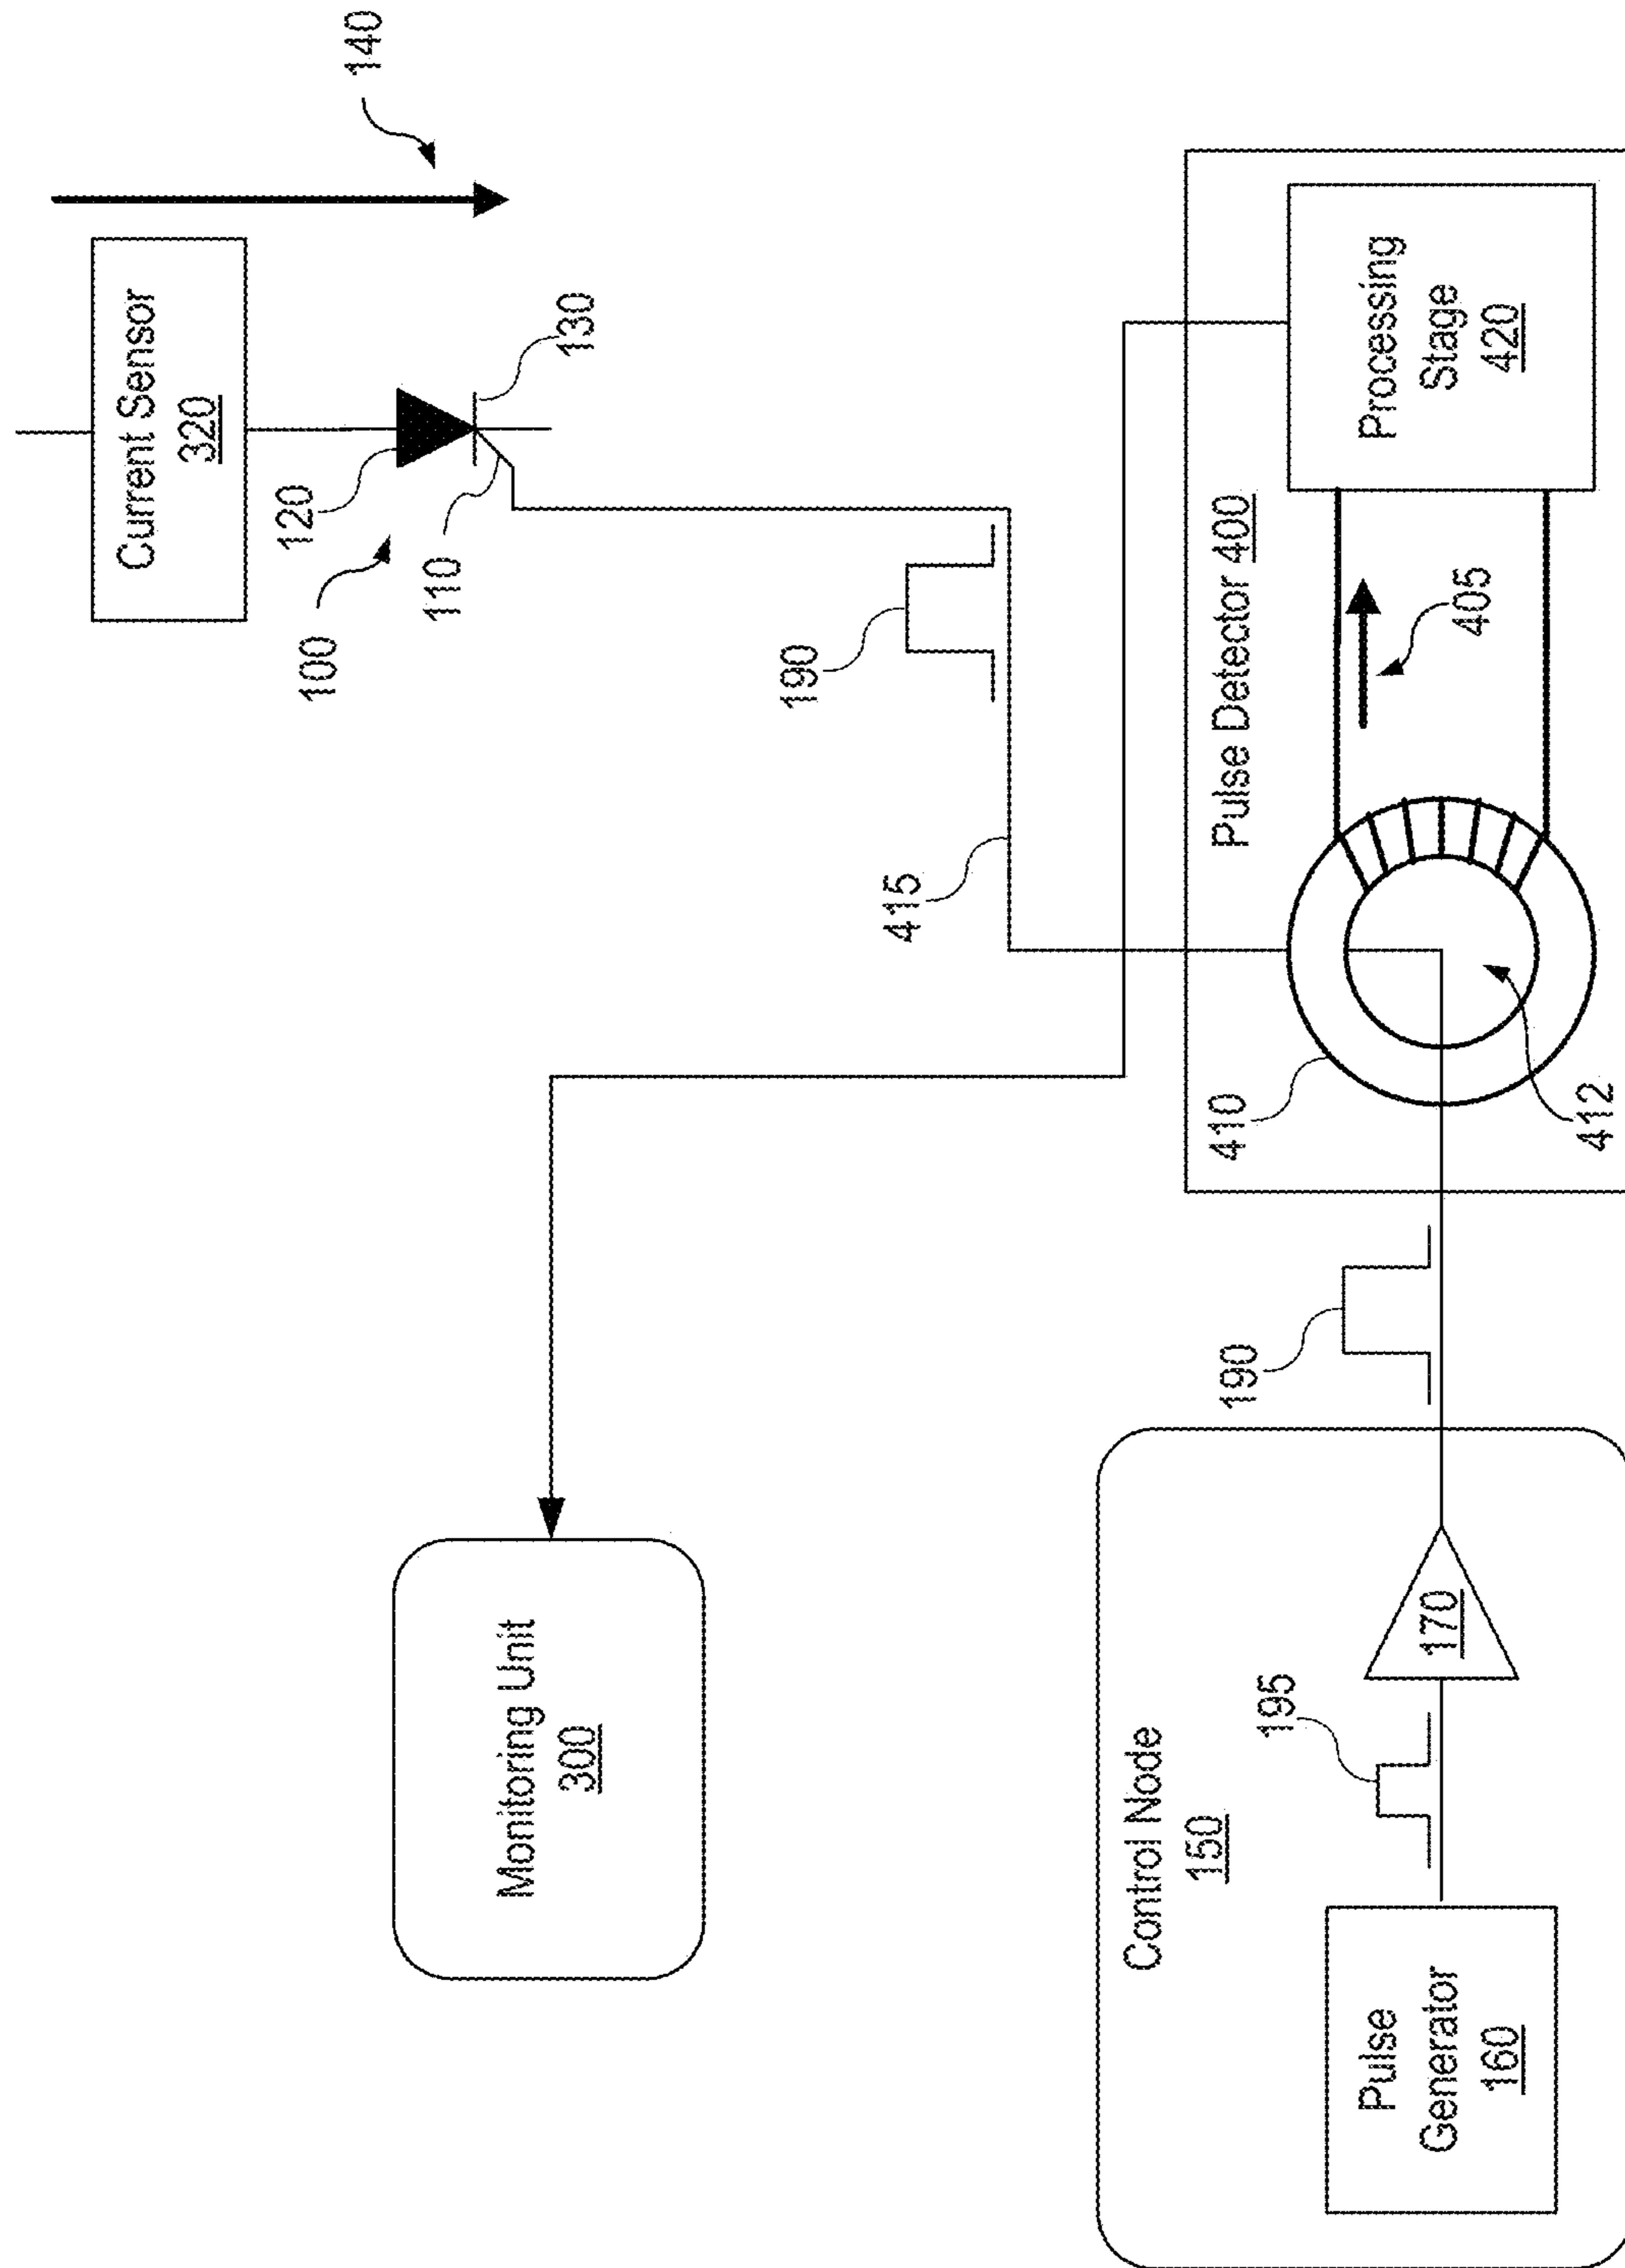 Current Sensor
320
140
120
100
110
130
Monitoring Unit
300
190
415
Control Node
150
Pulse Detector 400
190
410
195
Pulse
Generator
160
170
Processing
Stage
420
405
412